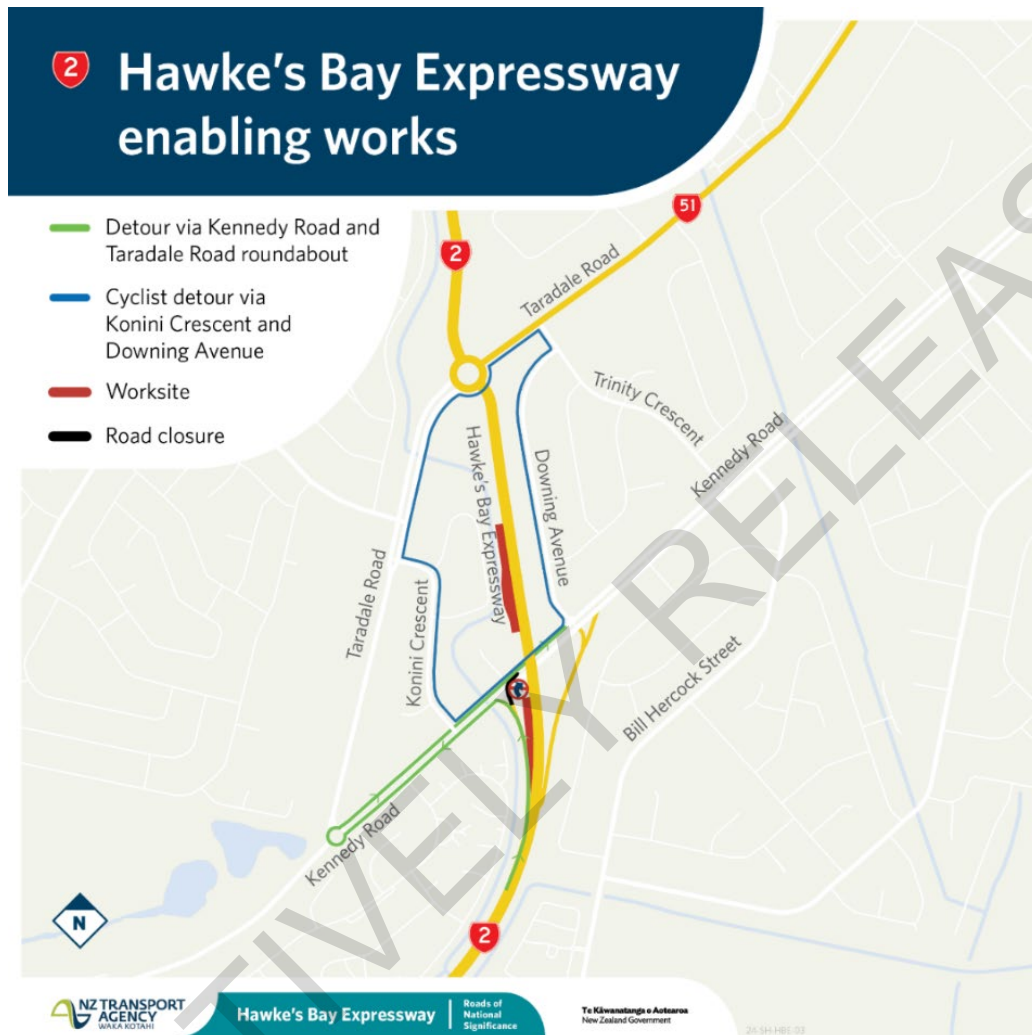 2
Hawke's Bay Expressway
enabling works
Detour via Kennedy Road and
Taradale Road roundabout
Cyclist detour via
Konini Crescent and
Downing Avenue
Worksite
Road closure
51
2
Taradale Road
Trinity Crescent
Kennedy Road
Hawke's Bay Expressway
Downing Avenue
Taradale Road
Konini Crescent
Bill Hercock Street
Kennedy Road
N
2
NZ TRANSPORT
AGENCY
WAKA KOTAHI
Hawke's Bay Expressway
Roads of
National
Significance
Te Kāwanatanga o Aotearoa
New Zealand Government
TIVELY RELEAS